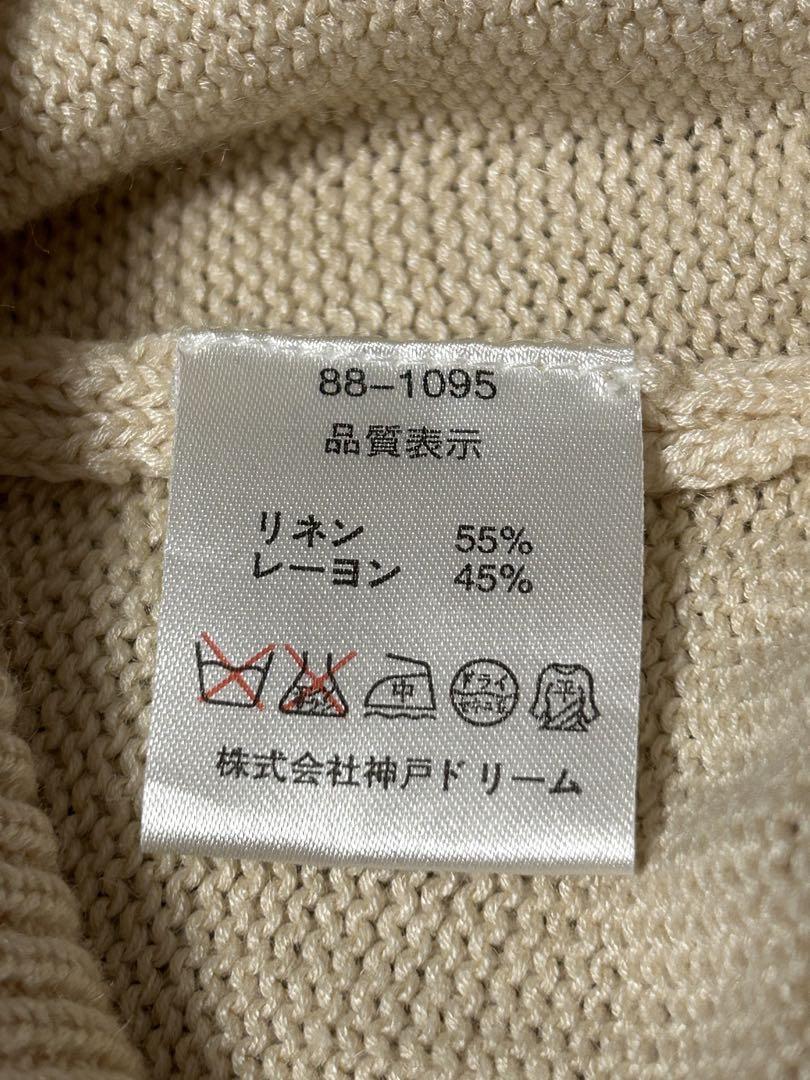 88-1095
品質表示
リネン 55%
レーヨン 45%
中 ドライ 平
株式会社神戸ドリーム